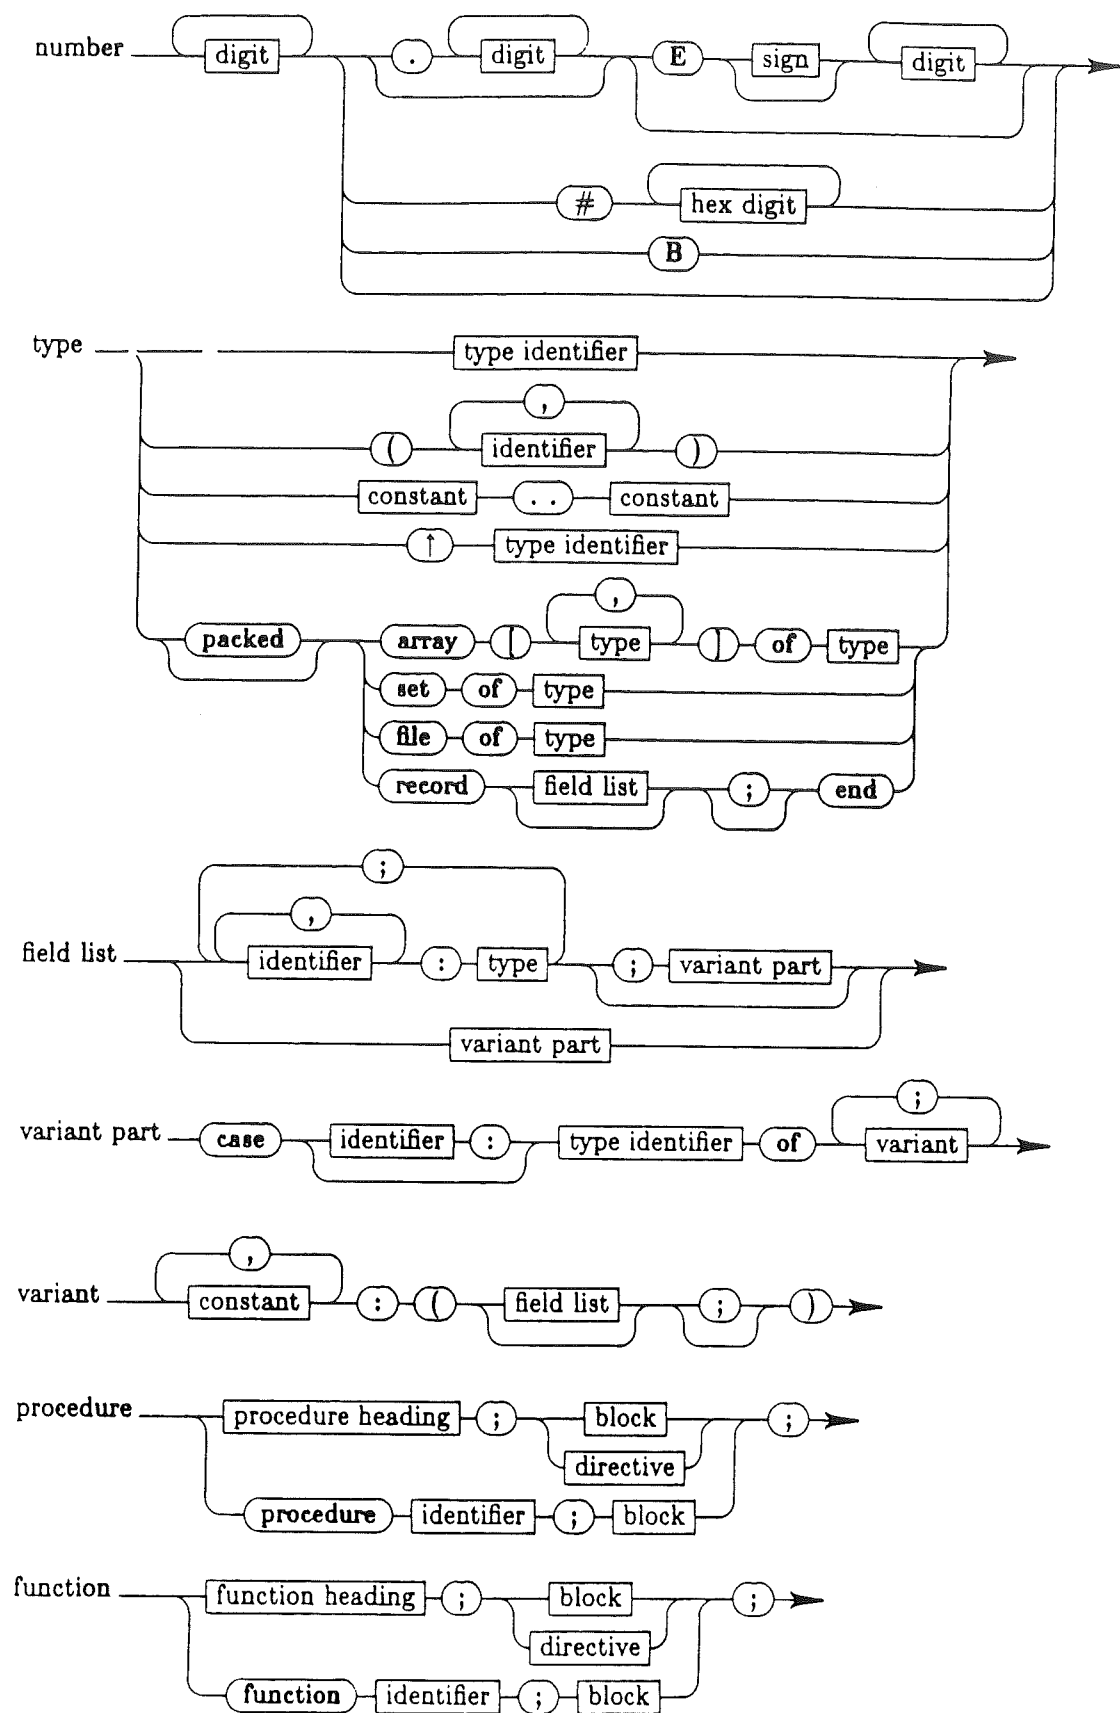 number digit . digit E sign digit
# hex digit
B
type type identifier
,
( identifier )
constant .. constant
↑ type identifier
,
packed array [ type ] of type
set of type
file of type
record field list ; end
;
,
field list identifier : type ; variant part
variant part
;
variant part case identifier : type identifier of variant
,
variant constant : ( field list ; )
procedure procedure heading ; block ;
directive
procedure identifier ; block
function function heading ; block ;
directive
function identifier ; block